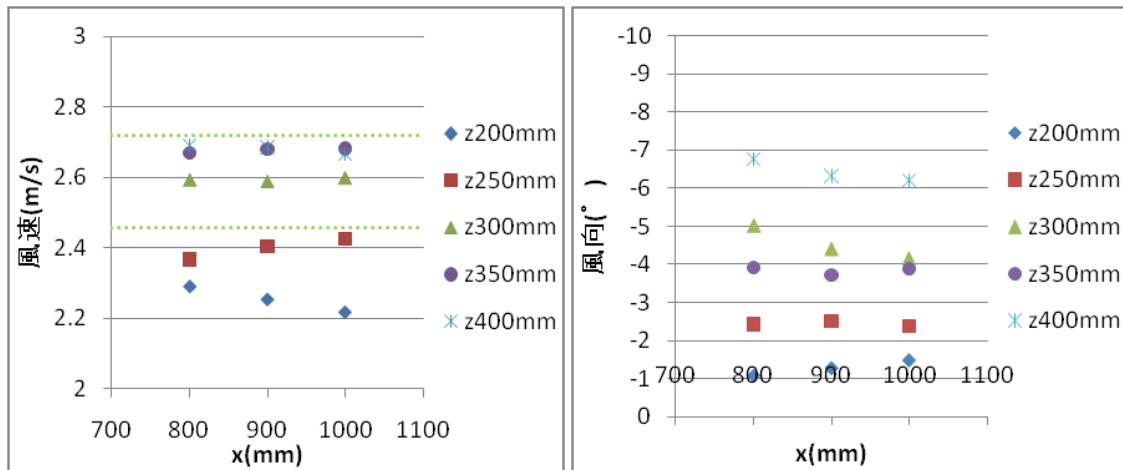 3
2.8
2.6
2.4
2.2
2
700 800 900 1000 1100
x(mm)
風速(m/s)
z200mm
z250mm
z300mm
z350mm
z400mm
-10
-9
-8
-7
-6
-5
-4
-3
-2
-1
0
700 800 900 1000 1100
x(mm)
風向(°)
z200mm
z250mm
z300mm
z350mm
z400mm